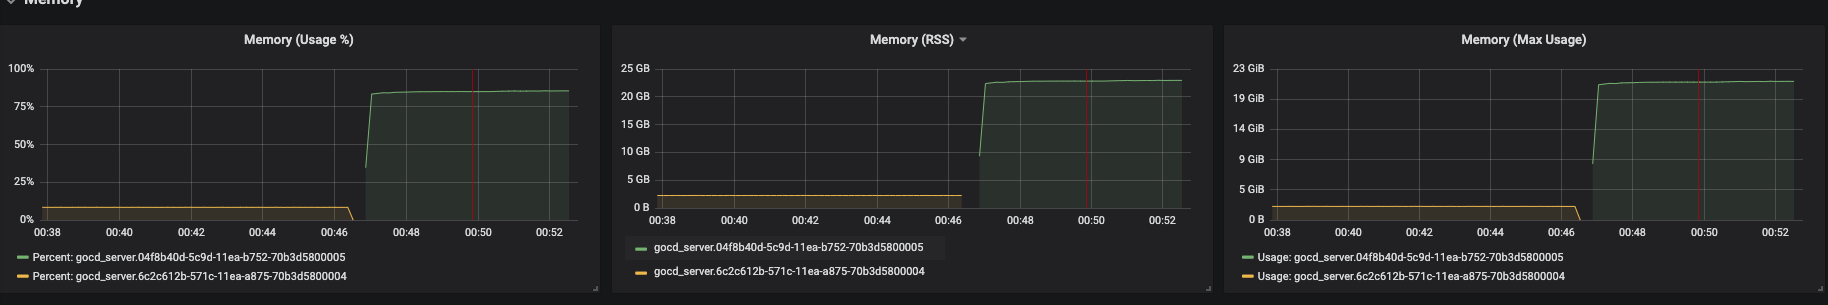 Memory
Memory (Usage %)
100%
75%
50%
25%
0%
00:38 00:40 00:42 00:44 00:46 00:48 00:50 00:52
Percent: gocd_server.04f8b40d-5c9d-11ea-b752-70b3d5800005
Percent: gocd_server.6c2c612b-571c-11ea-a875-70b3d5800004
Memory (RSS)
25 GB
20 GB
15 GB
10 GB
5 GB
0 B
00:38 00:40 00:42 00:44 00:46 00:48 00:50 00:52
gocd_server.04f8b40d-5c9d-11ea-b752-70b3d5800005
gocd_server.6c2c612b-571c-11ea-a875-70b3d5800004
Memory (Max Usage)
23 GiB
19 GiB
14 GiB
9 GiB
5 GiB
0 B
00:38 00:40 00:42 00:44 00:46 00:48 00:50 00:52
Usage: gocd_server.04f8b40d-5c9d-11ea-b752-70b3d5800005
Usage: gocd_server.6c2c612b-571c-11ea-a875-70b3d5800004